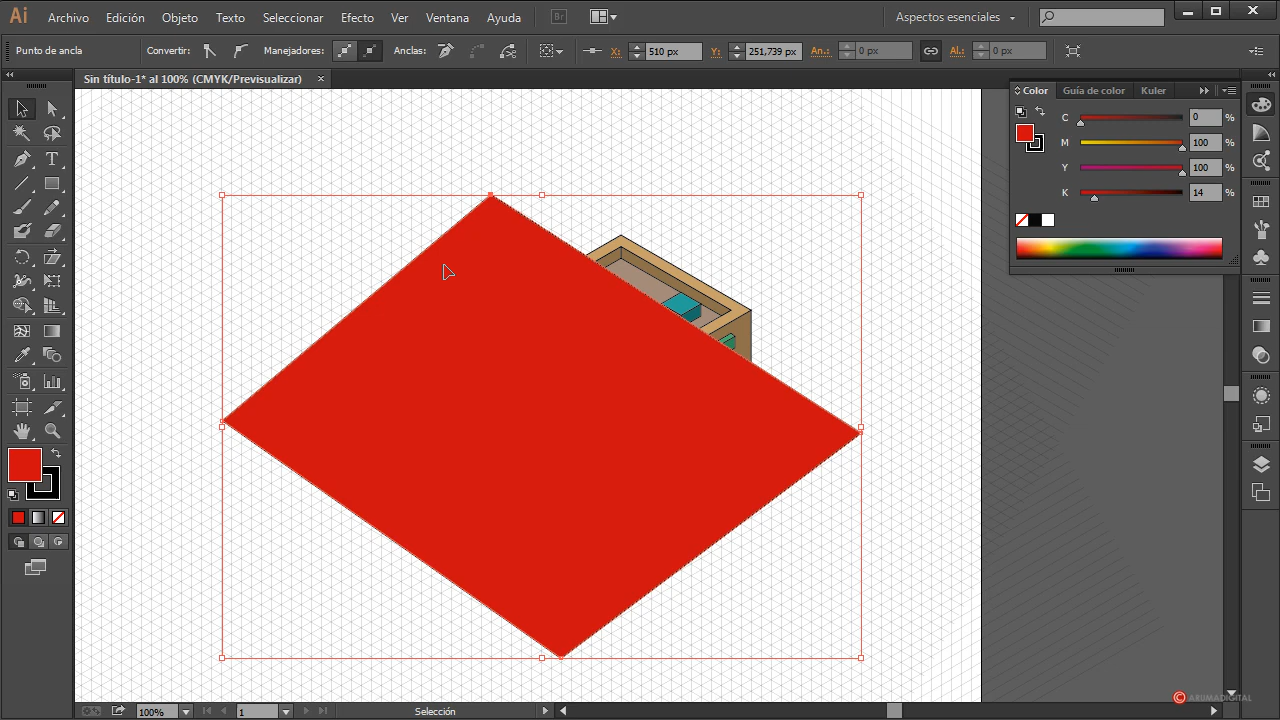 Ai Archivo Edición Objeto Texto Seleccionar Efecto Ver Ventana Ayuda Br Aspectos esenciales
Punto de ancla Convertir: Manejadores: Anclas: X: 510 px Y: 251,739 px An.: 0 px Al.: 0 px
Sin título-1* al 100% (CMYK/Previsualizar) ×
Color Guía de color Kuler
C 0 %
M 100 %
Y 100 %
K 14 %
T
© ARUMADIGITAL
100% 1 Selección